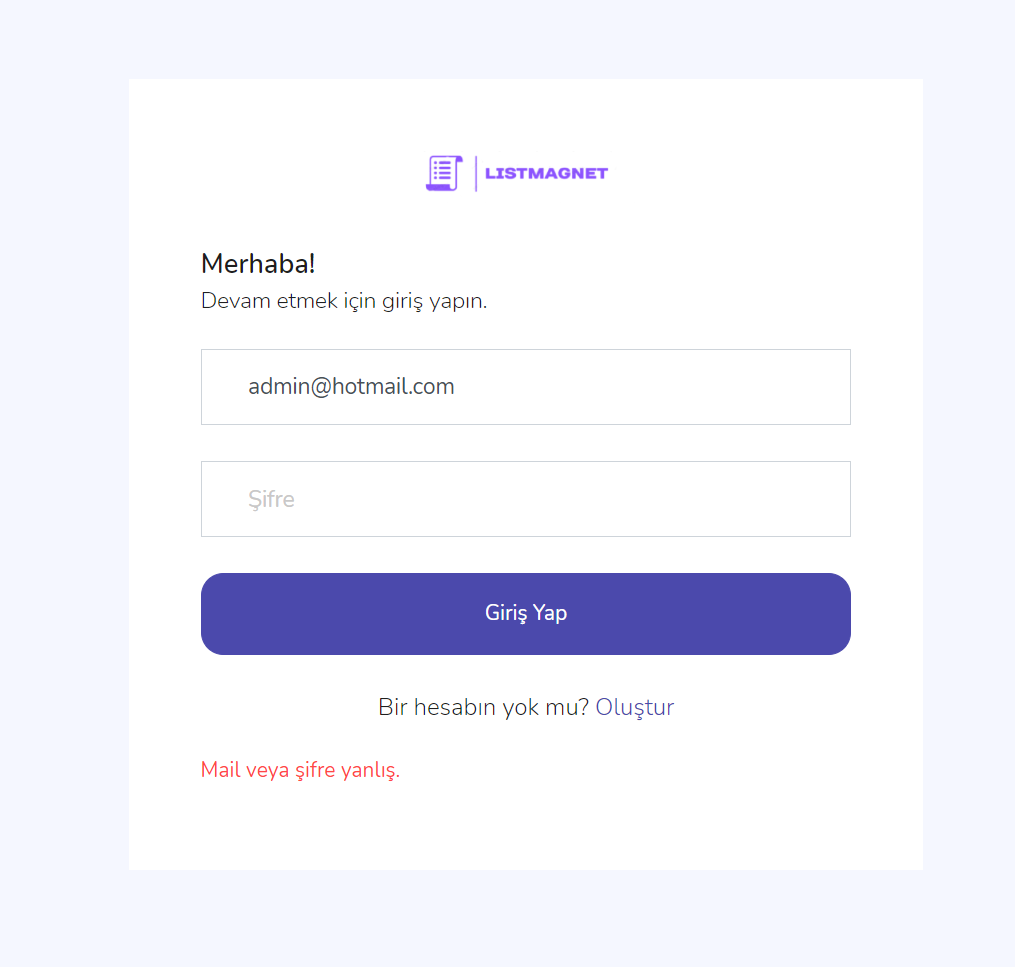 LISTMAGNET
Merhaba!
Devam etmek için giriş yapın.
admin@hotmail.com
Şifre
Giriş Yap
Bir hesabın yok mu? Oluştur
Mail veya şifre yanlış.